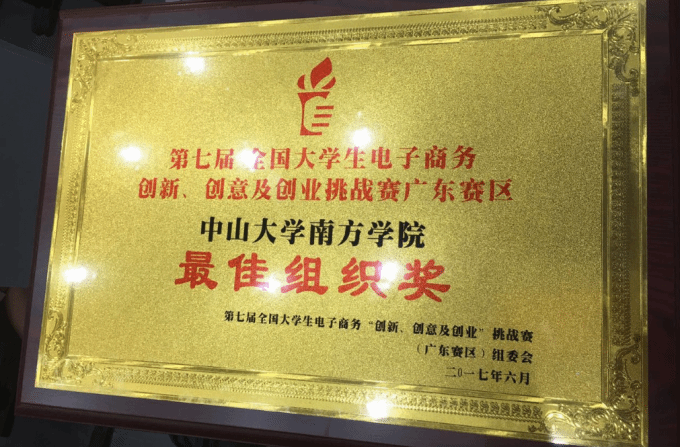 第七届 全国大学生电子商务
创新、创意及创业挑战赛广东赛区
中山大学南方学院
最佳组织奖
第七届全国大学生电子商务“创新、创意及创业”挑战赛
(广东赛区)组委会
二〇一七年六月